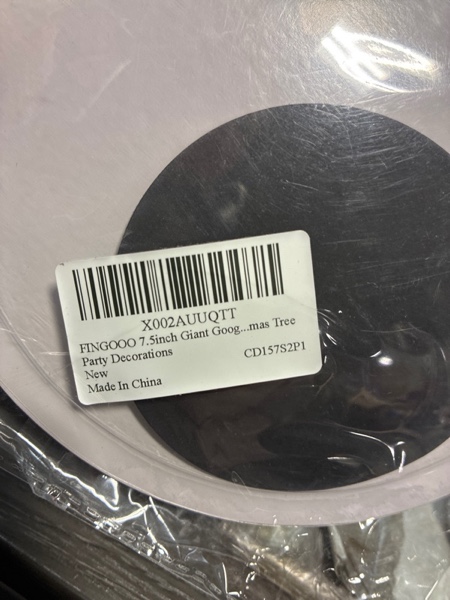 X002AUUQTT
FINGOOO 7.5inch Giant Goog...mas Tree
Party Decorations
CD157S2P1
New
Made In China